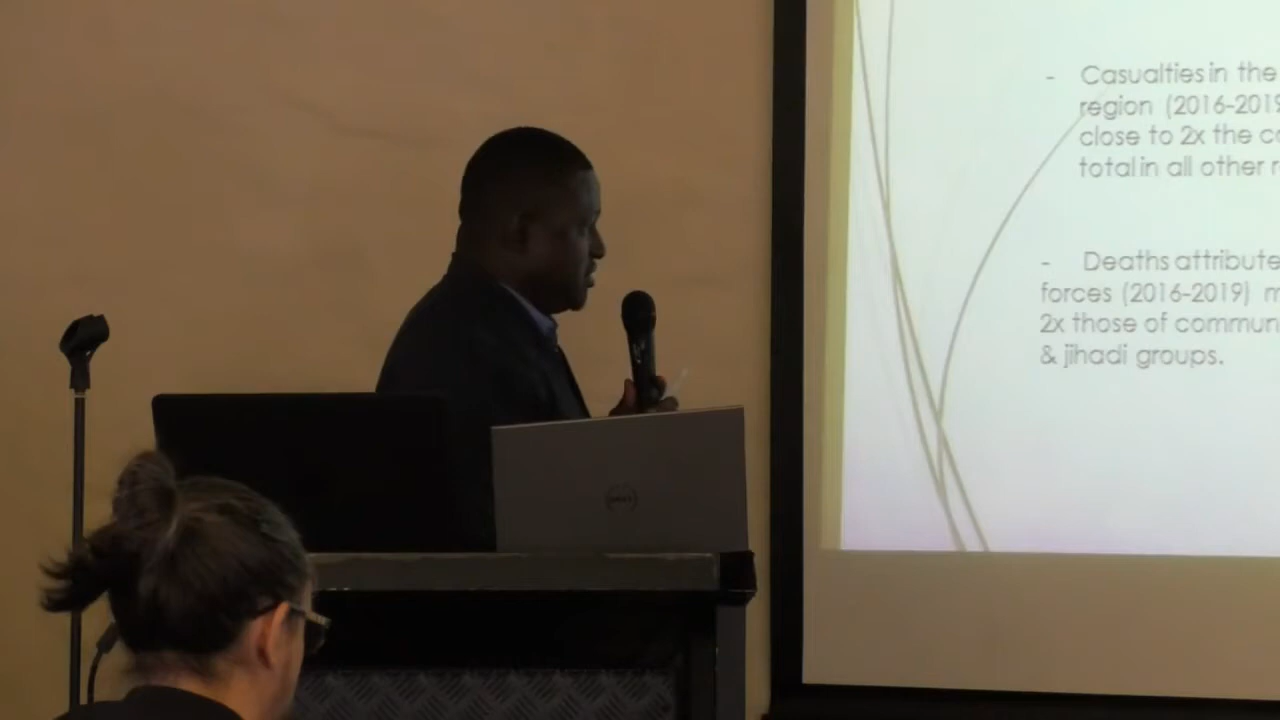 - Casualties in the
region (2016-2019
close to 2x the
total in all other
- Deaths attribute
forces (2016-2019)
2x those of commun
& jihadi groups.
DELL